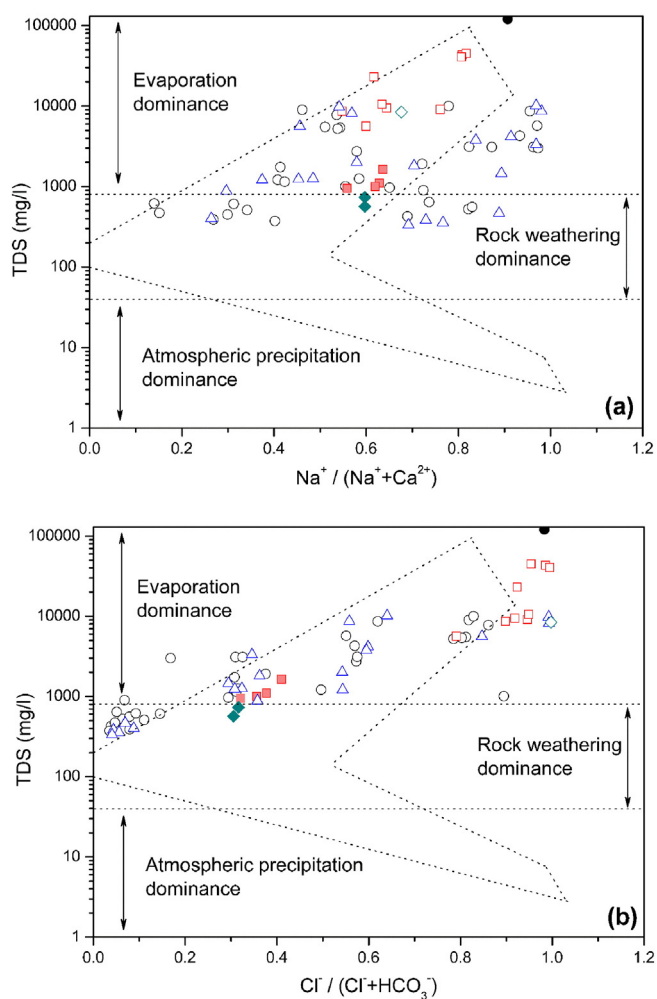 100000
10000
1000
100
10
1
TDS (mg/l)
Evaporation
dominance
Rock weathering
dominance
Atmospheric precipitation
dominance
(a)
0.0 0.2 0.4 0.6 0.8 1.0 1.2
Na⁺ / (Na⁺+Ca²⁺)
100000
10000
1000
100
10
1
TDS (mg/l)
Evaporation
dominance
Rock weathering
dominance
Atmospheric precipitation
dominance
(b)
0.0 0.2 0.4 0.6 0.8 1.0 1.2
Cl⁻ / (Cl⁻+HCO₃⁻)